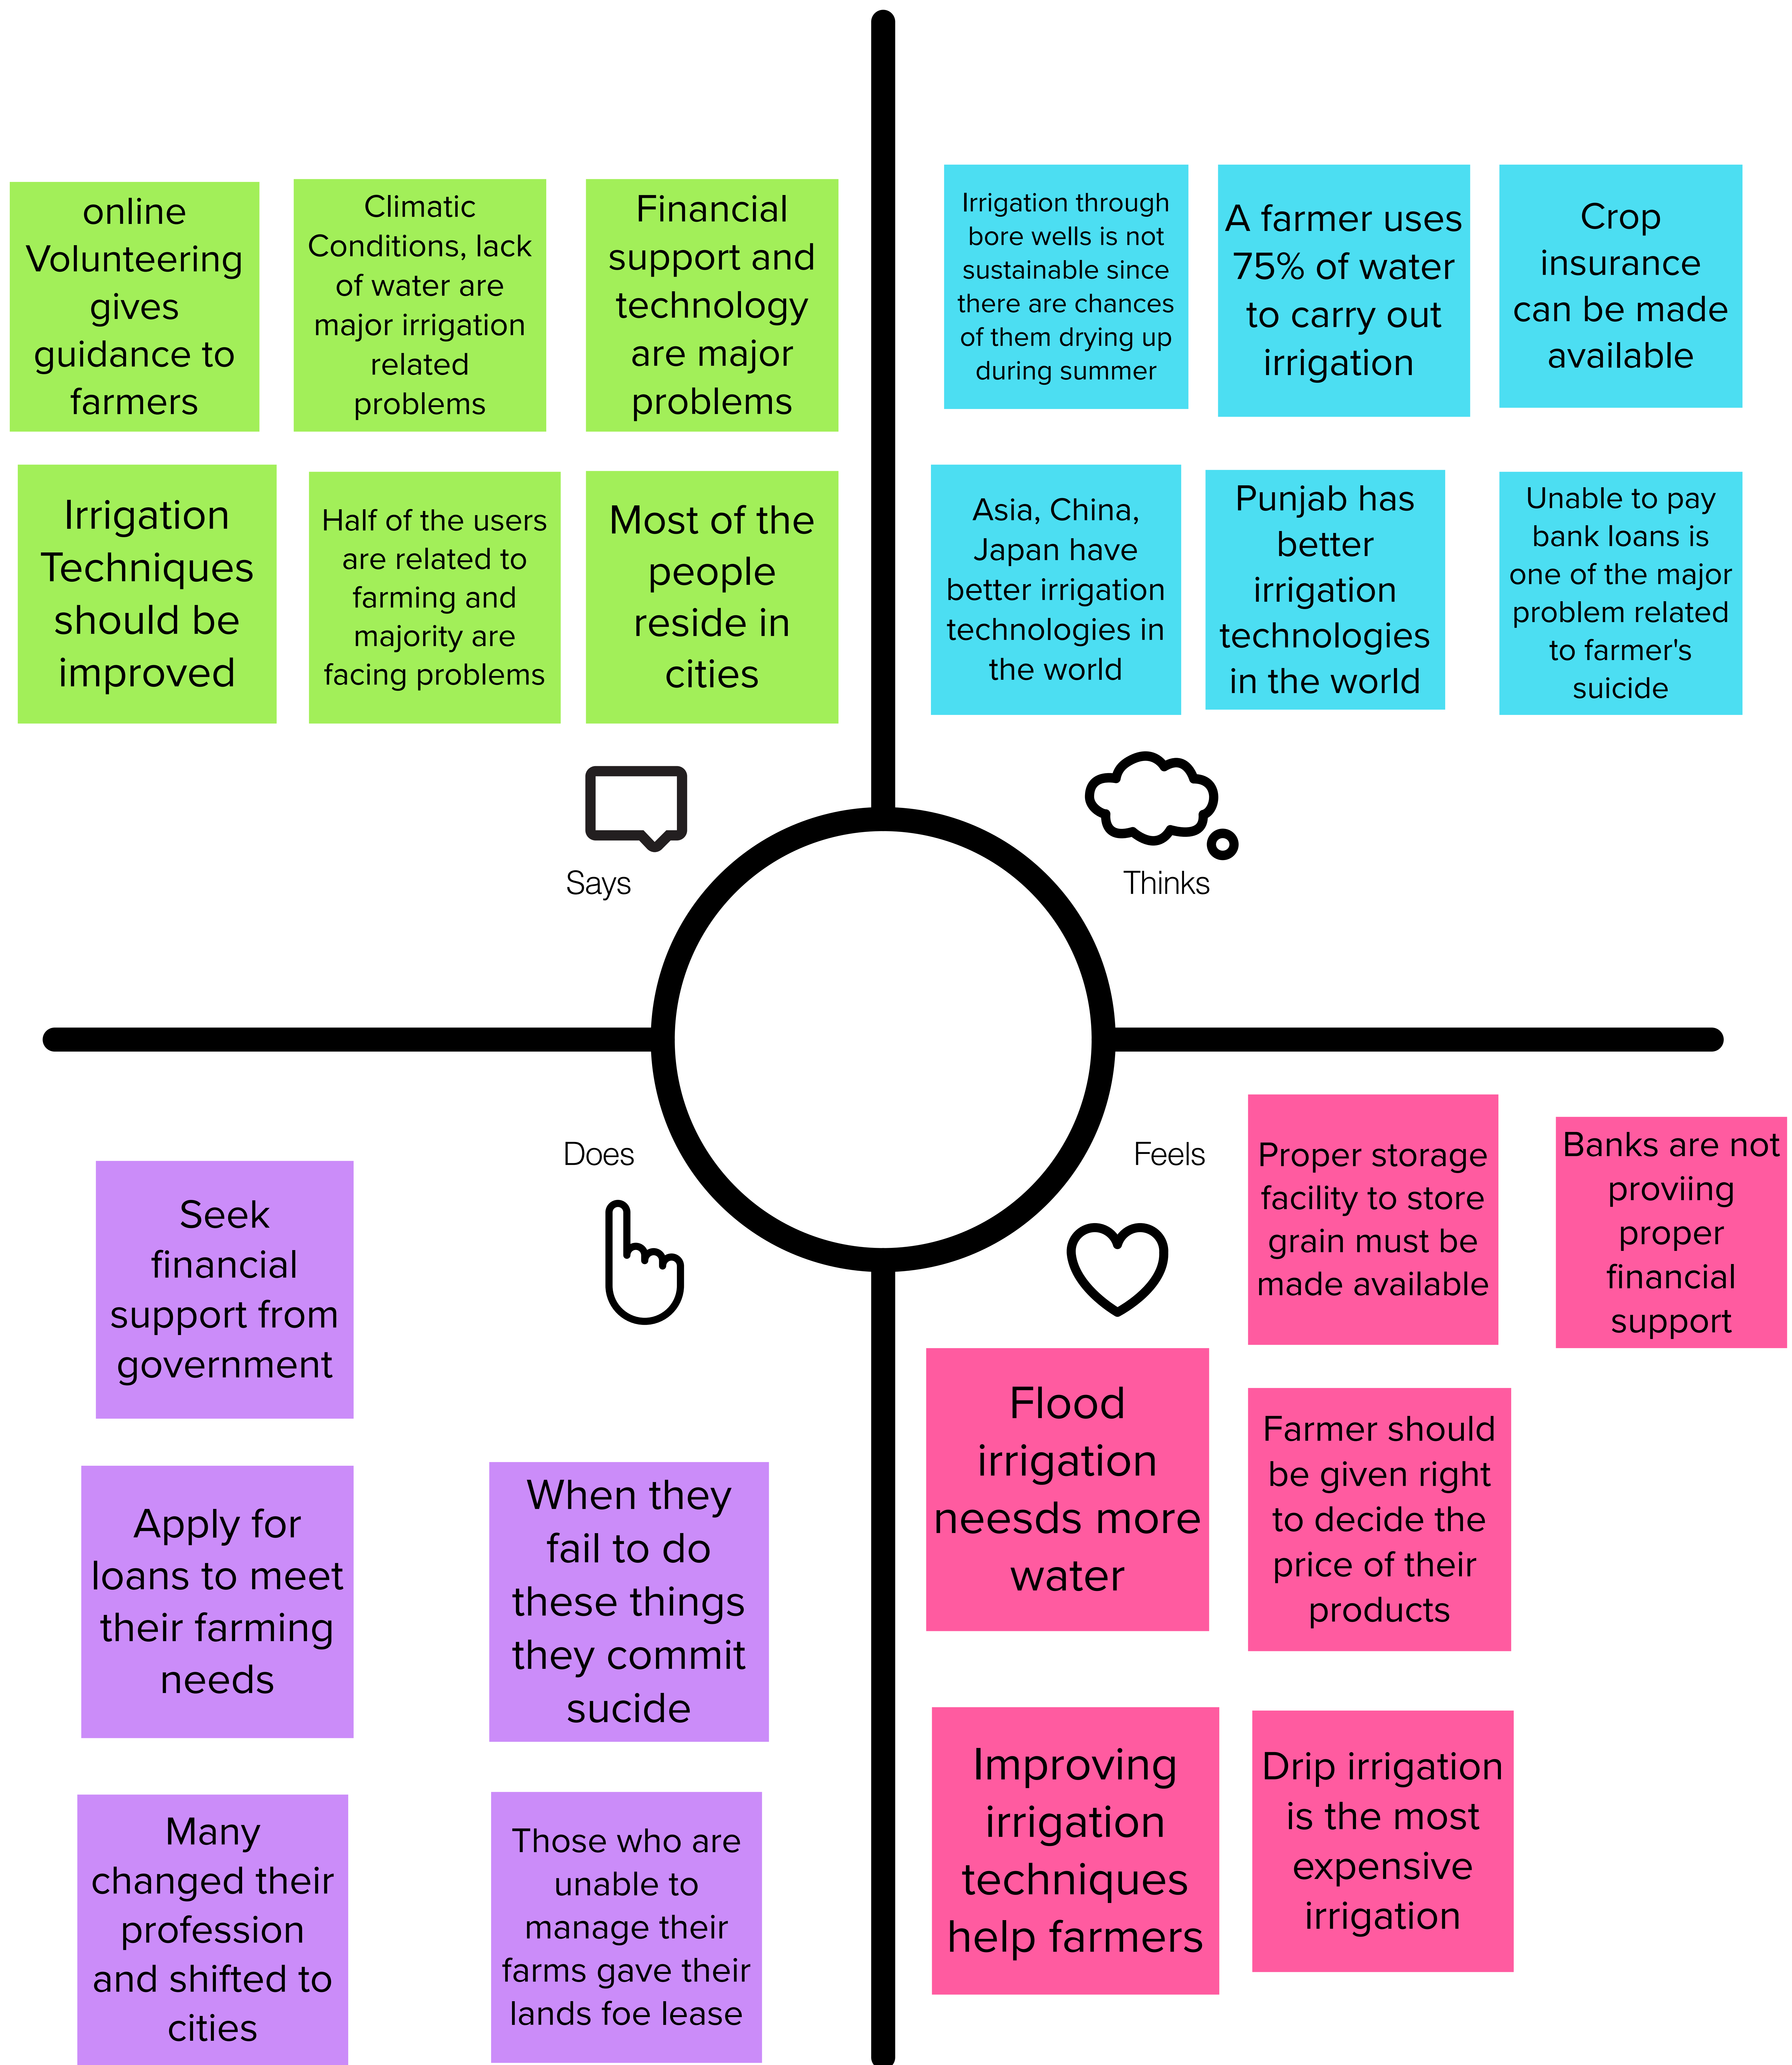 online
Volunteering
gives
guidance to
farmers
Climatic
Conditions, lack
of water are
major irrigation
related
problems
Financial
support and
technology
are major
problems
Irrigation
Techniques
should be
improved
Half of the users
are related to
farming and
majority are
facing problems
Most of the
people
reside in
cities
Says
Irrigation through
bore wells is not
sustainable since
there are chances
of them drying up
during summer
A farmer uses
75% of water
to carry out
irrigation
Crop
insurance
can be made
available
Asia, China,
Japan have
better irrigation
technologies in
the world
Punjab has
better
irrigation
technologies
in the world
Unable to pay
bank loans is
one of the major
problem related
to farmer's
suicide
Thinks
Does
Seek
financial
support from
government
Apply for
loans to meet
their farming
needs
When they
fail to do
these things
they commit
sucide
Many
changed their
profession
and shifted to
cities
Those who are
unable to
manage their
farms gave their
lands foe lease
Feels
Proper storage
facility to store
grain must be
made available
Banks are not
proviing
proper
financial
support
Flood
irrigation
neesds more
water
Farmer should
be given right
to decide the
price of their
products
Improving
irrigation
techniques
help farmers
Drip irrigation
is the most
expensive
irrigation